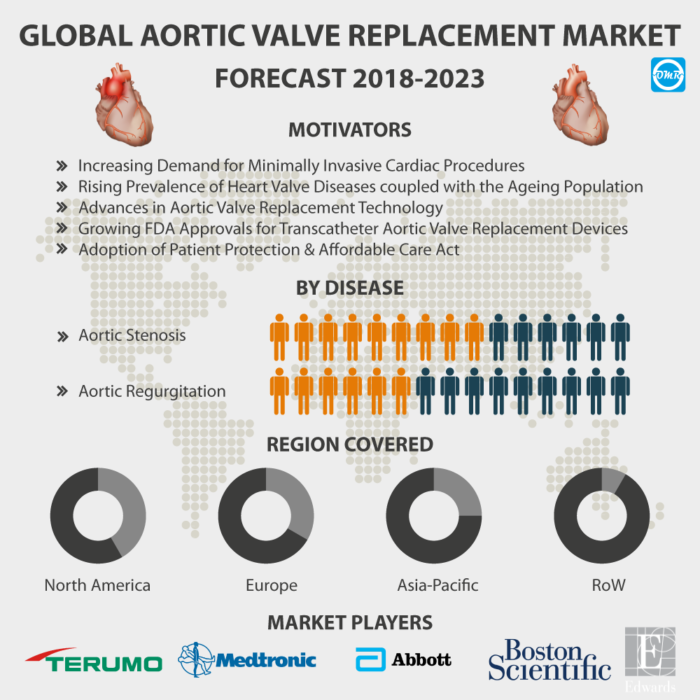 GLOBAL AORTIC VALVE REPLACEMENT MARKET
FORECAST 2018-2023
OMR
MOTIVATORS
Increasing Demand for Minimally Invasive Cardiac Procedures
Rising Prevalence of Heart Valve Diseases coupled with the Ageing Population
Advances in Aortic Valve Replacement Technology
Growing FDA Approvals for Transcatheter Aortic Valve Replacement Devices
Adoption of Patient Protection & Affordable Care Act
BY DISEASE
Aortic Stenosis
Aortic Regurgitation
REGION COVERED
North America
Europe
Asia-Pacific
RoW
MARKET PLAYERS
TERUMO
Medtronic
Abbott
Boston
Scientific
E
Edwards